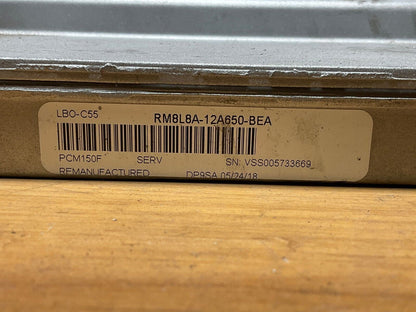 LBO-C55 RM8L8A-12A650-BEA
PCM150F SERV SN: VSS005733669
REMANUFACTURED DP9SA 05/24/18